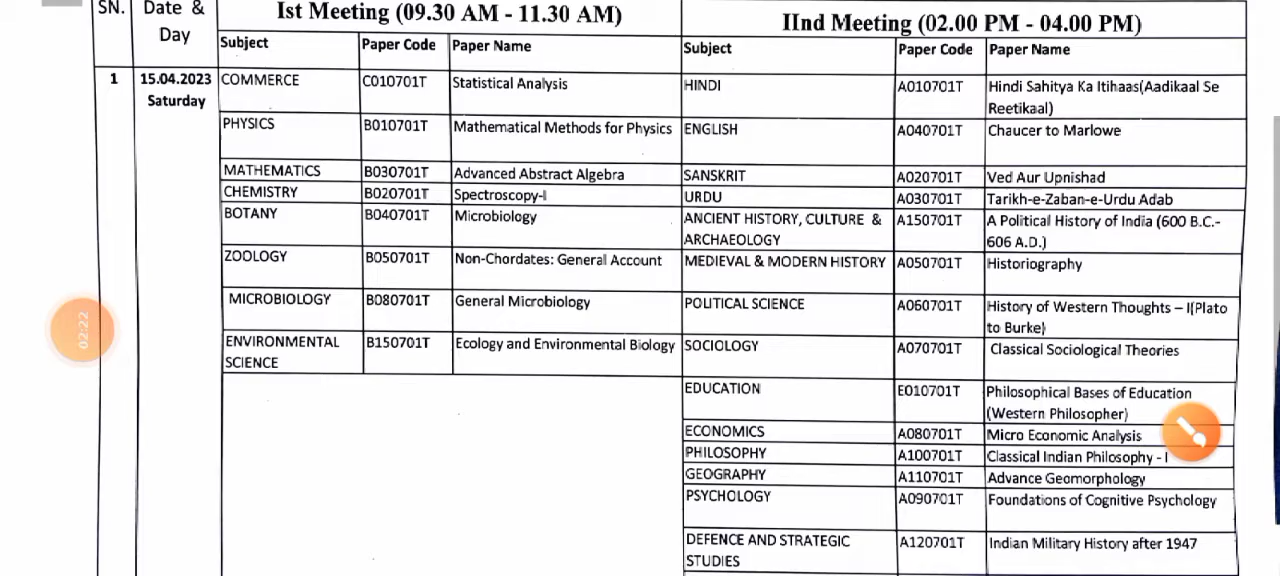 SN.
Date &
Day
Ist Meeting (09.30 AM - 11.30 AM)
IInd Meeting (02.00 PM - 04.00 PM)
Subject
Paper Code
Paper Name
Subject
Paper Code
Paper Name
1
15.04.2023
Saturday
COMMERCE
C010701T
Statistical Analysis
HINDI
A010701T
Hindi Sahitya Ka Itihaas(Aadikaal Se
Reetikaal)
PHYSICS
B010701T
Mathematical Methods for Physics
ENGLISH
A040701T
Chaucer to Marlowe
MATHEMATICS
B030701T
Advanced Abstract Algebra
SANSKRIT
A020701T
Ved Aur Upnishad
CHEMISTRY
B020701T
Spectroscopy-I
URDU
A030701T
Tarikh-e-Zaban-e-Urdu Adab
BOTANY
B040701T
Microbiology
ANCIENT HISTORY, CULTURE &
ARCHAEOLOGY
A150701T
A Political History of India (600 B.C.-
606 A.D.)
ZOOLOGY
B050701T
Non-Chordates: General Account
MEDIEVAL & MODERN HISTORY
A050701T
Historiography
MICROBIOLOGY
B080701T
General Microbiology
POLITICAL SCIENCE
A060701T
History of Western Thoughts – I(Plato
to Burke)
ENVIRONMENTAL
SCIENCE
B150701T
Ecology and Environmental Biology
SOCIOLOGY
A070701T
Classical Sociological Theories
EDUCATION
E010701T
Philosophical Bases of Education
(Western Philosopher)
ECONOMICS
A080701T
Micro Economic Analysis
PHILOSOPHY
A100701T
Classical Indian Philosophy - I
GEOGRAPHY
A110701T
Advance Geomorphology
PSYCHOLOGY
A090701T
Foundations of Cognitive Psychology
DEFENCE AND STRATEGIC
STUDIES
A120701T
Indian Military History after 1947
02:22